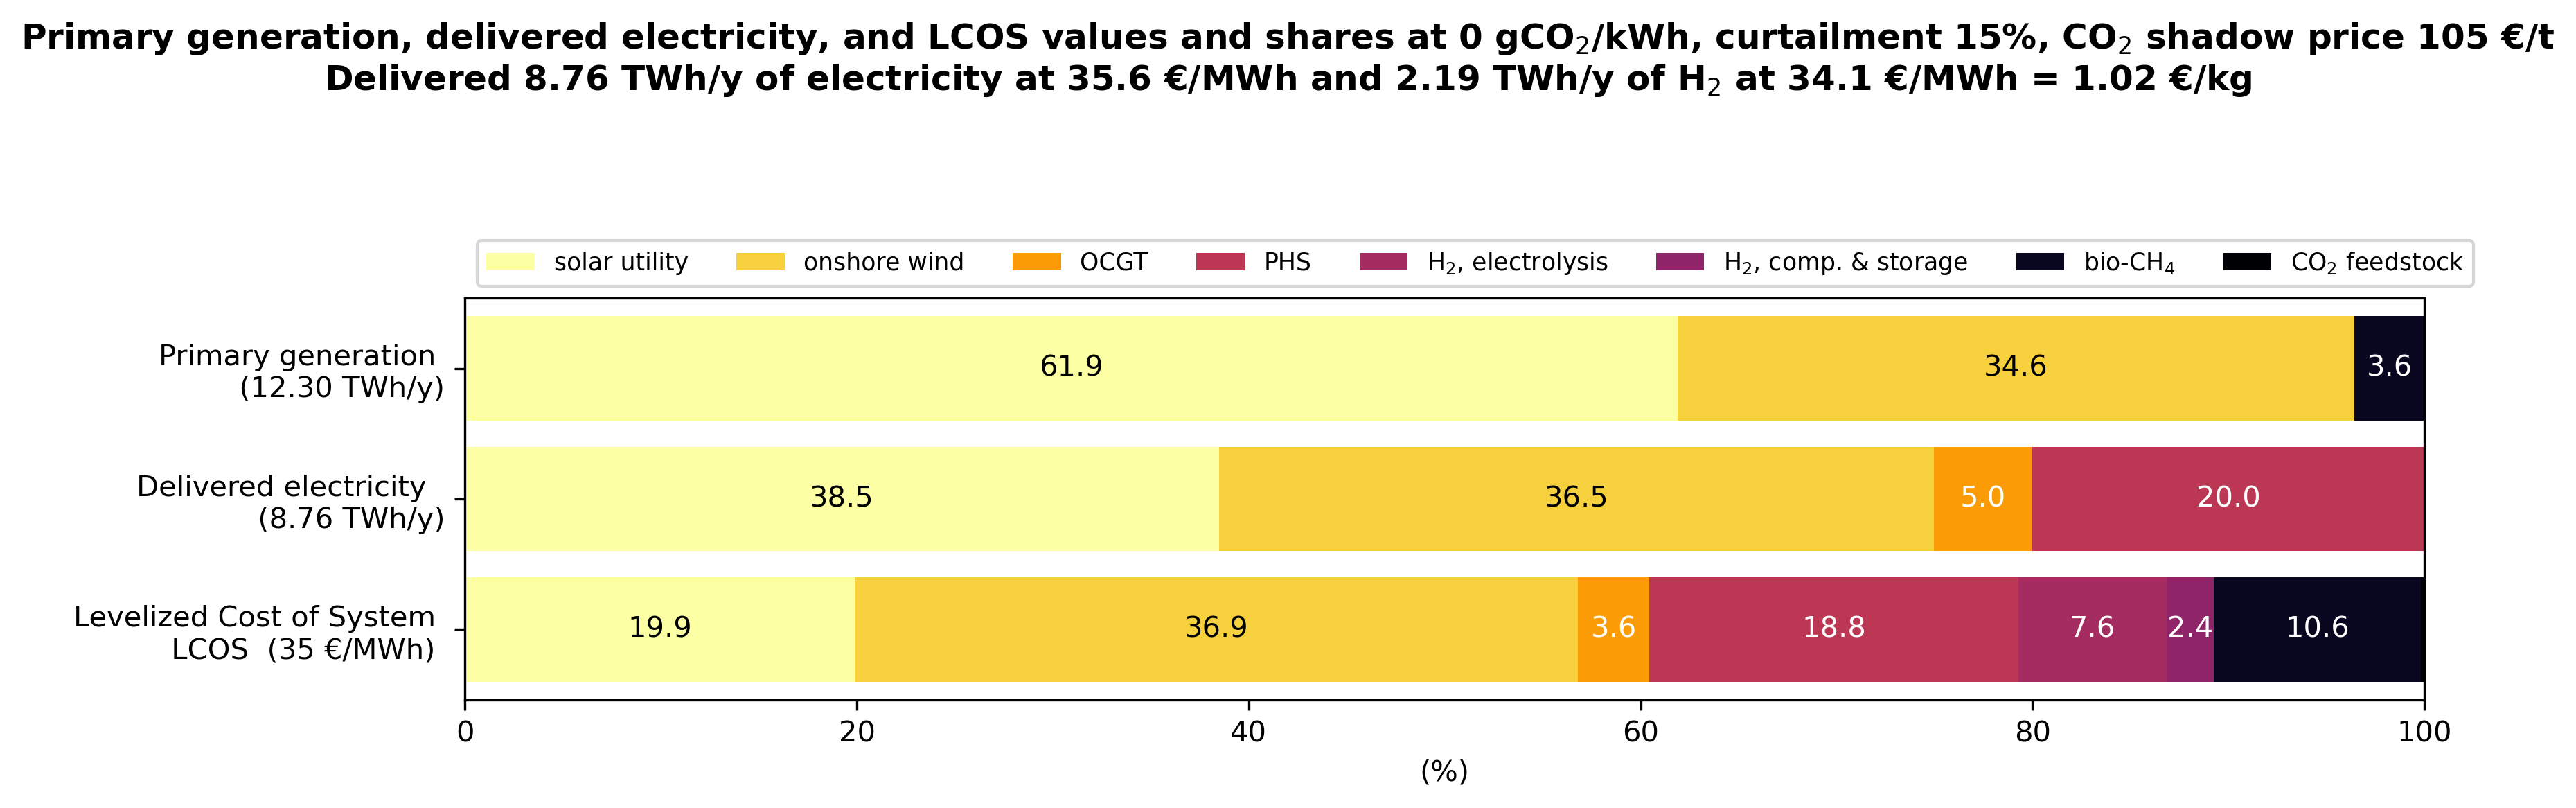 Primary generation, delivered electricity, and LCOS values and shares at 0 gCO₂/kWh, curtailment 15%, CO₂ shadow price 105 €/t
Delivered 8.76 TWh/y of electricity at 35.6 €/MWh and 2.19 TWh/y of H₂ at 34.1 €/MWh = 1.02 €/kg
solar utility onshore wind OCGT PHS H₂, electrolysis H₂, comp. & storage bio-CH₄ CO₂ feedstock
Primary generation
(12.30 TWh/y)
61.9 34.6 3.6
Delivered electricity
(8.76 TWh/y)
38.5 36.5 5.0 20.0
Levelized Cost of System
LCOS (35 €/MWh)
19.9 36.9 3.6 18.8 7.6 2.4 10.6
0 20 40 60 80 100
(%)